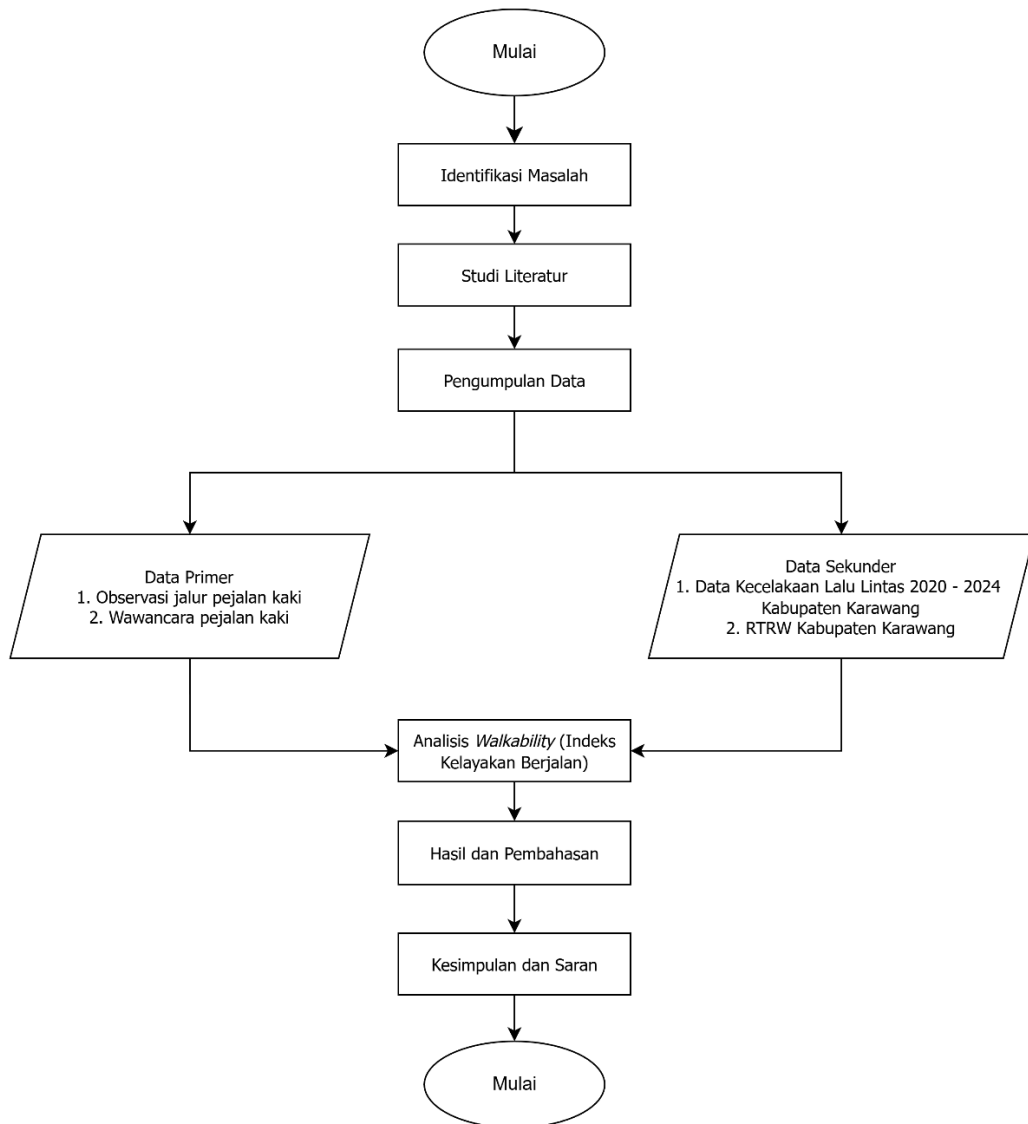 Mulai
Identifikasi Masalah
Studi Literatur
Pengumpulan Data
Data Primer
1. Observasi jalur pejalan kaki
2. Wawancara pejalan kaki
Data Sekunder
1. Data Kecelakaan Lalu Lintas 2020 - 2024
Kabupaten Karawang
2. RTRW Kabupaten Karawang
Analisis Walkability (Indeks
Kelayakan Berjalan)
Hasil dan Pembahasan
Kesimpulan dan Saran
Mulai